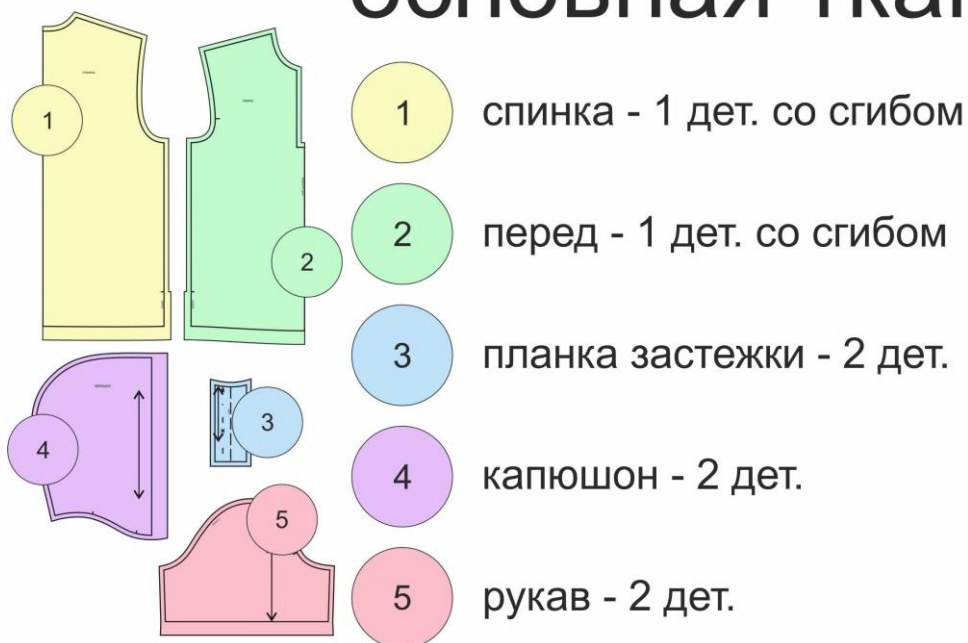 основная
1
1
спинка - 1 дет. со сгибом
2
2
перед - 1 дет. со сгибом
3
3
планка застежки - 2 дет.
4
4
капюшон - 2 дет.
5
5
рукав - 2 дет.